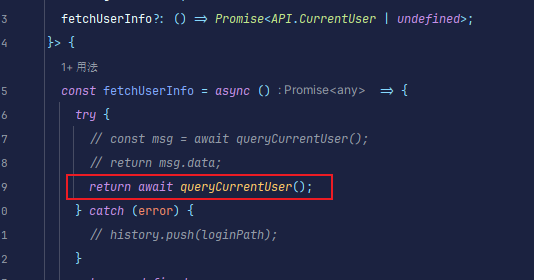 3 fetchUserInfo?: () => Promise<API.CurrentUser | undefined>;
4 }> {
1+ 用法
5 const fetchUserInfo = async () : Promise<any> => {
6 try {
7 // const msg = await queryCurrentUser();
8 // return msg.data;
9 return await queryCurrentUser();
0 } catch (error) {
1 // history.push(loginPath);
2 }